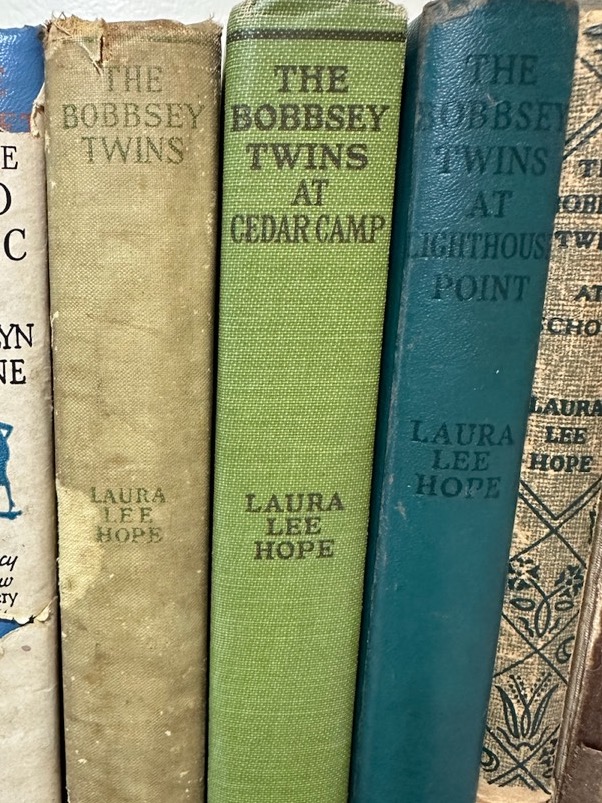 THE
BOBBSEY
TWINS
LAURA
LEE
HOPE
THE
BOBBSEY
TWINS
AT
CEDAR CAMP
LAURA
LEE
HOPE
THE
BOBBSEY
TWINS
AT
LIGHTHOUSE
POINT
LAURA
LEE
HOPE
AT
LAURA
LEE
HOPE